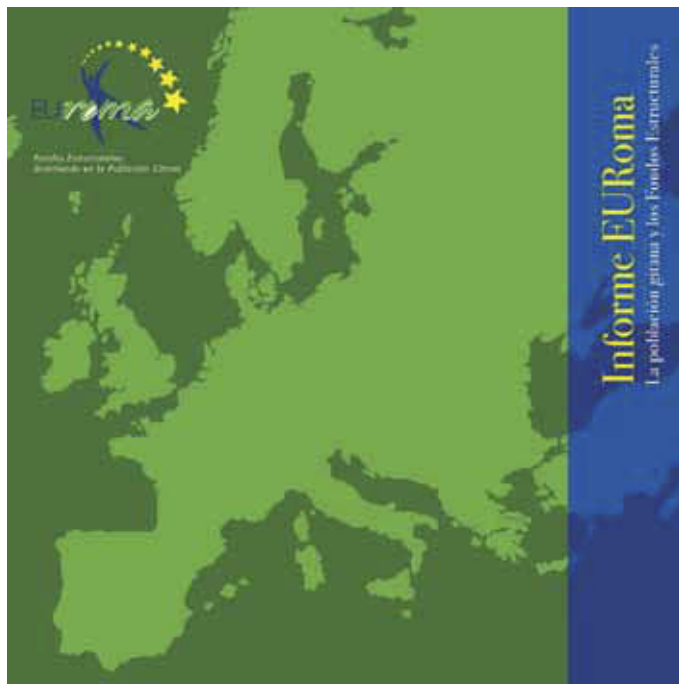 EURoma
Fondos Estructurales:
Invirtiendo en la Población Gitana
Informe EURoma
La población gitana y los Fondos Estructurales